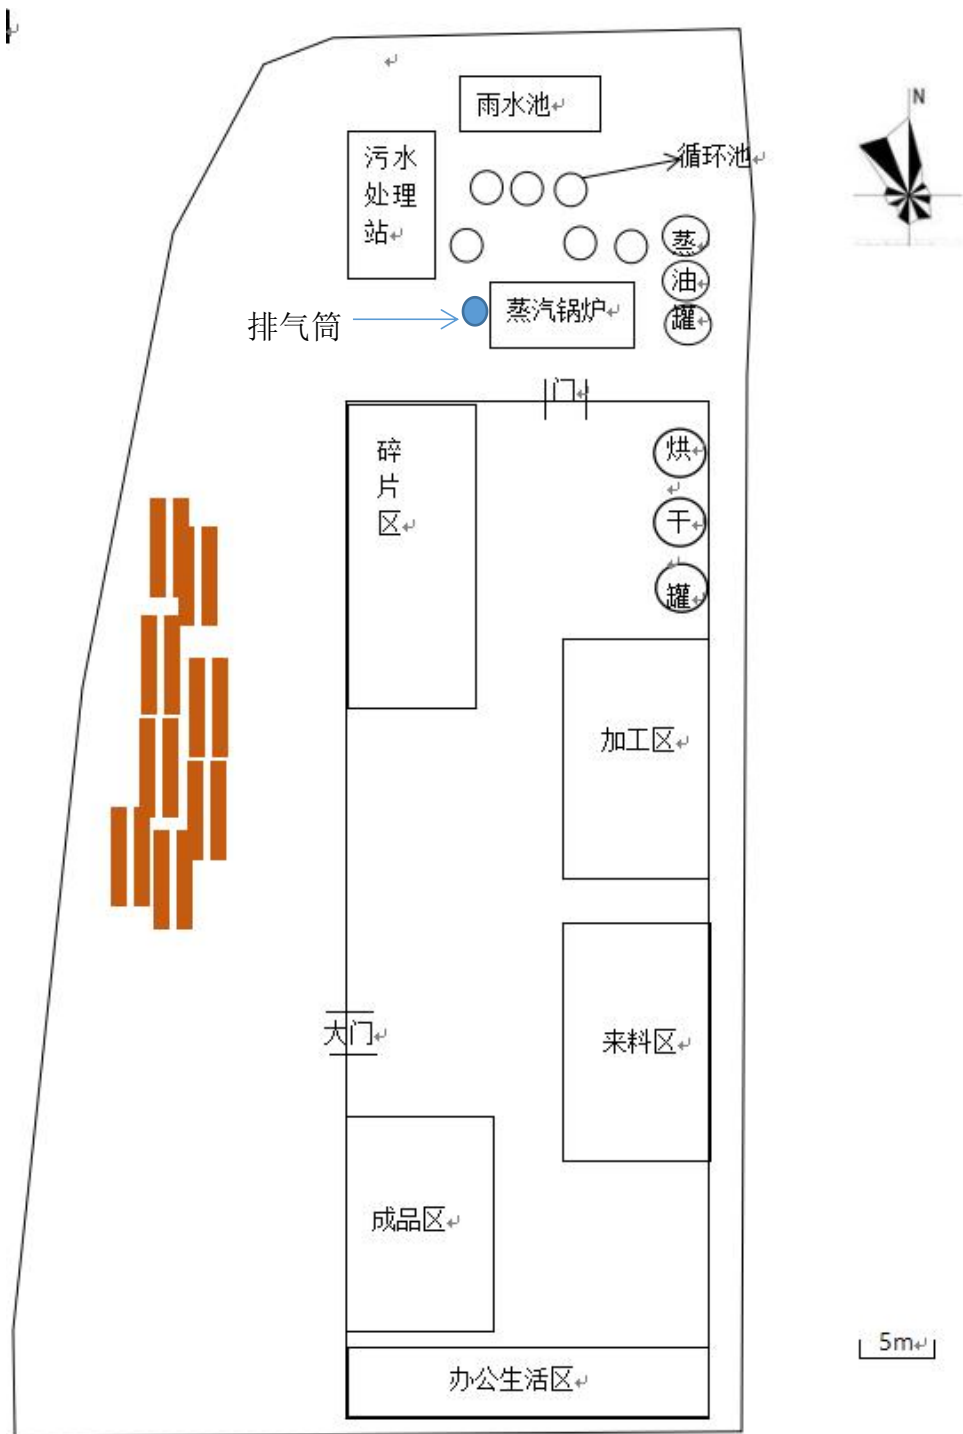 雨水池
污水
处理
站
循环池
N
蒸
油
罐
蒸汽锅炉
排气筒
门
碎
片
区
烘
干
罐
加工区
大门
来料区
成品区
5m
办公生活区